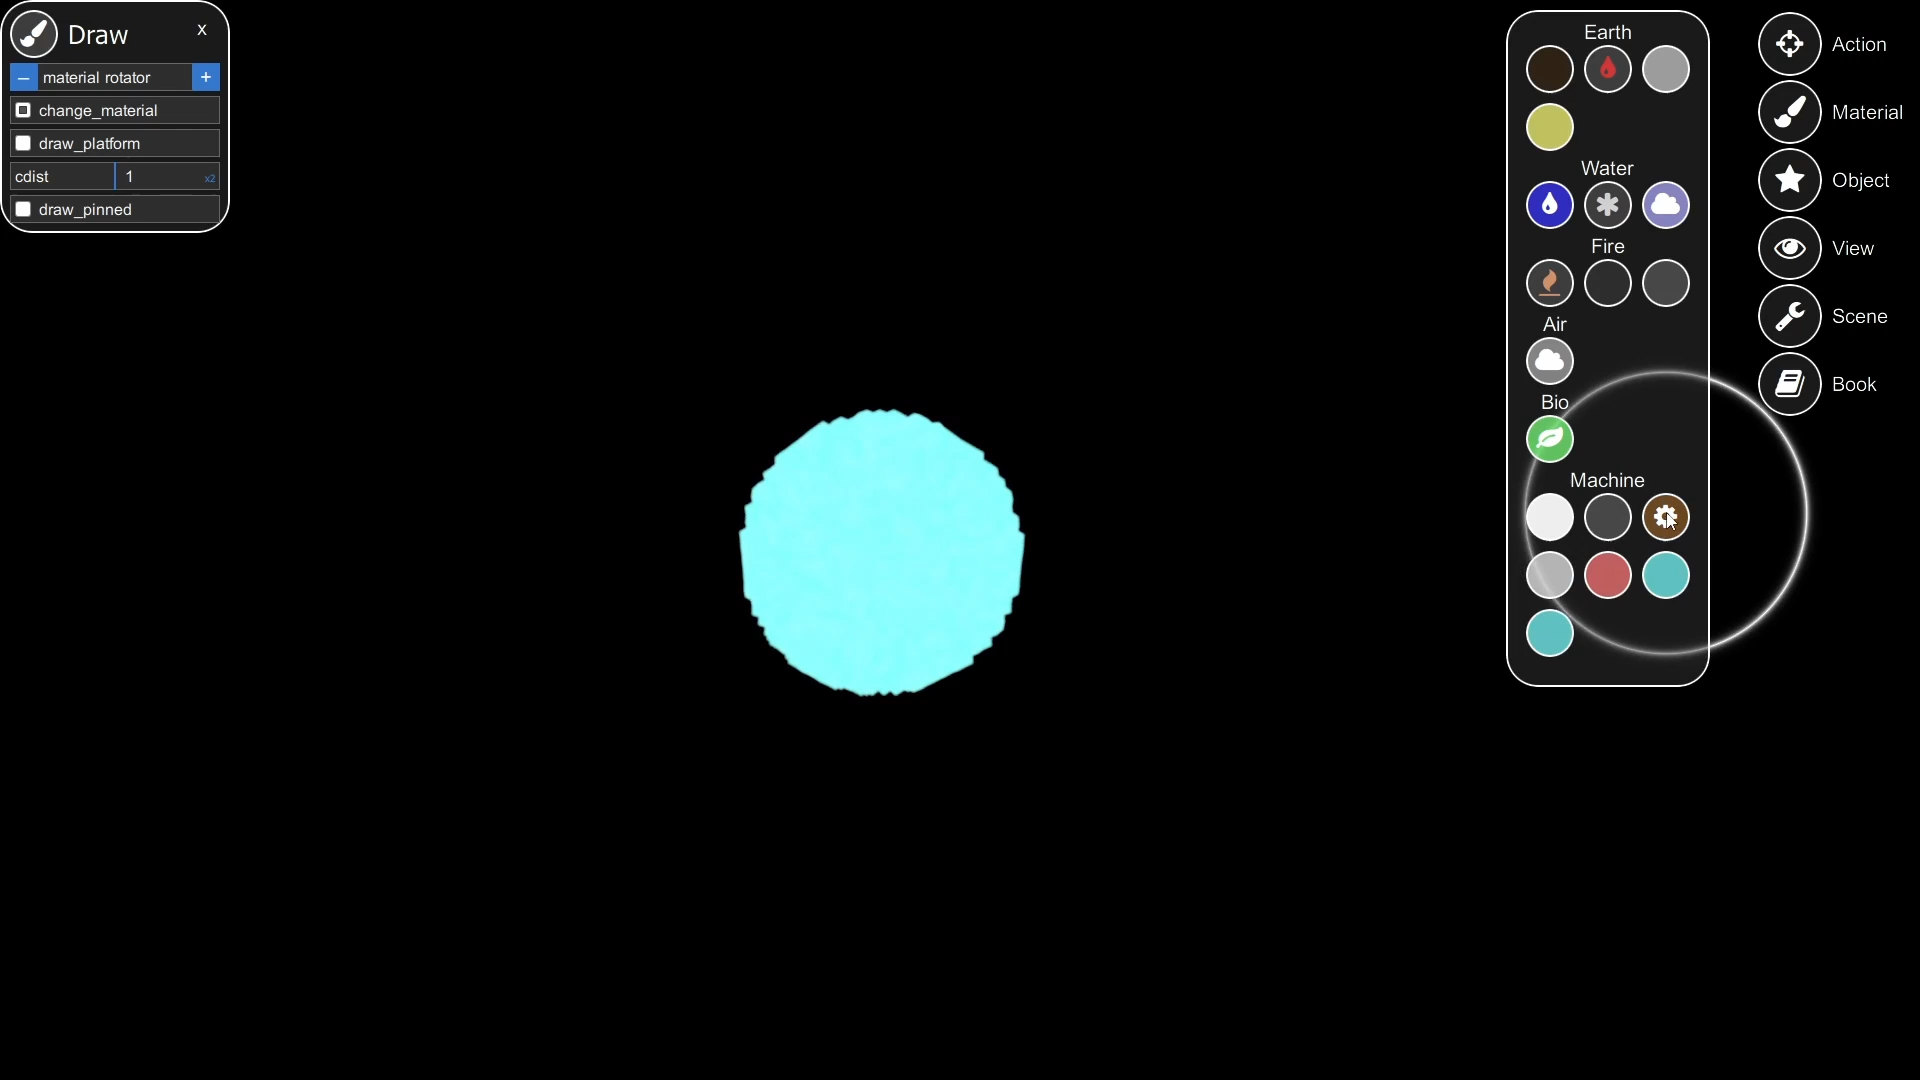 Draw
x
– material rotator +
change_material
draw_platform
cdist 1 x2
draw_pinned
Earth
Water
Fire
Air
Bio
Machine
Action
Material
Object
View
Scene
Book